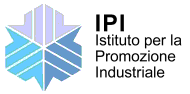 IPI
Istituto per la
Promozione
Industriale